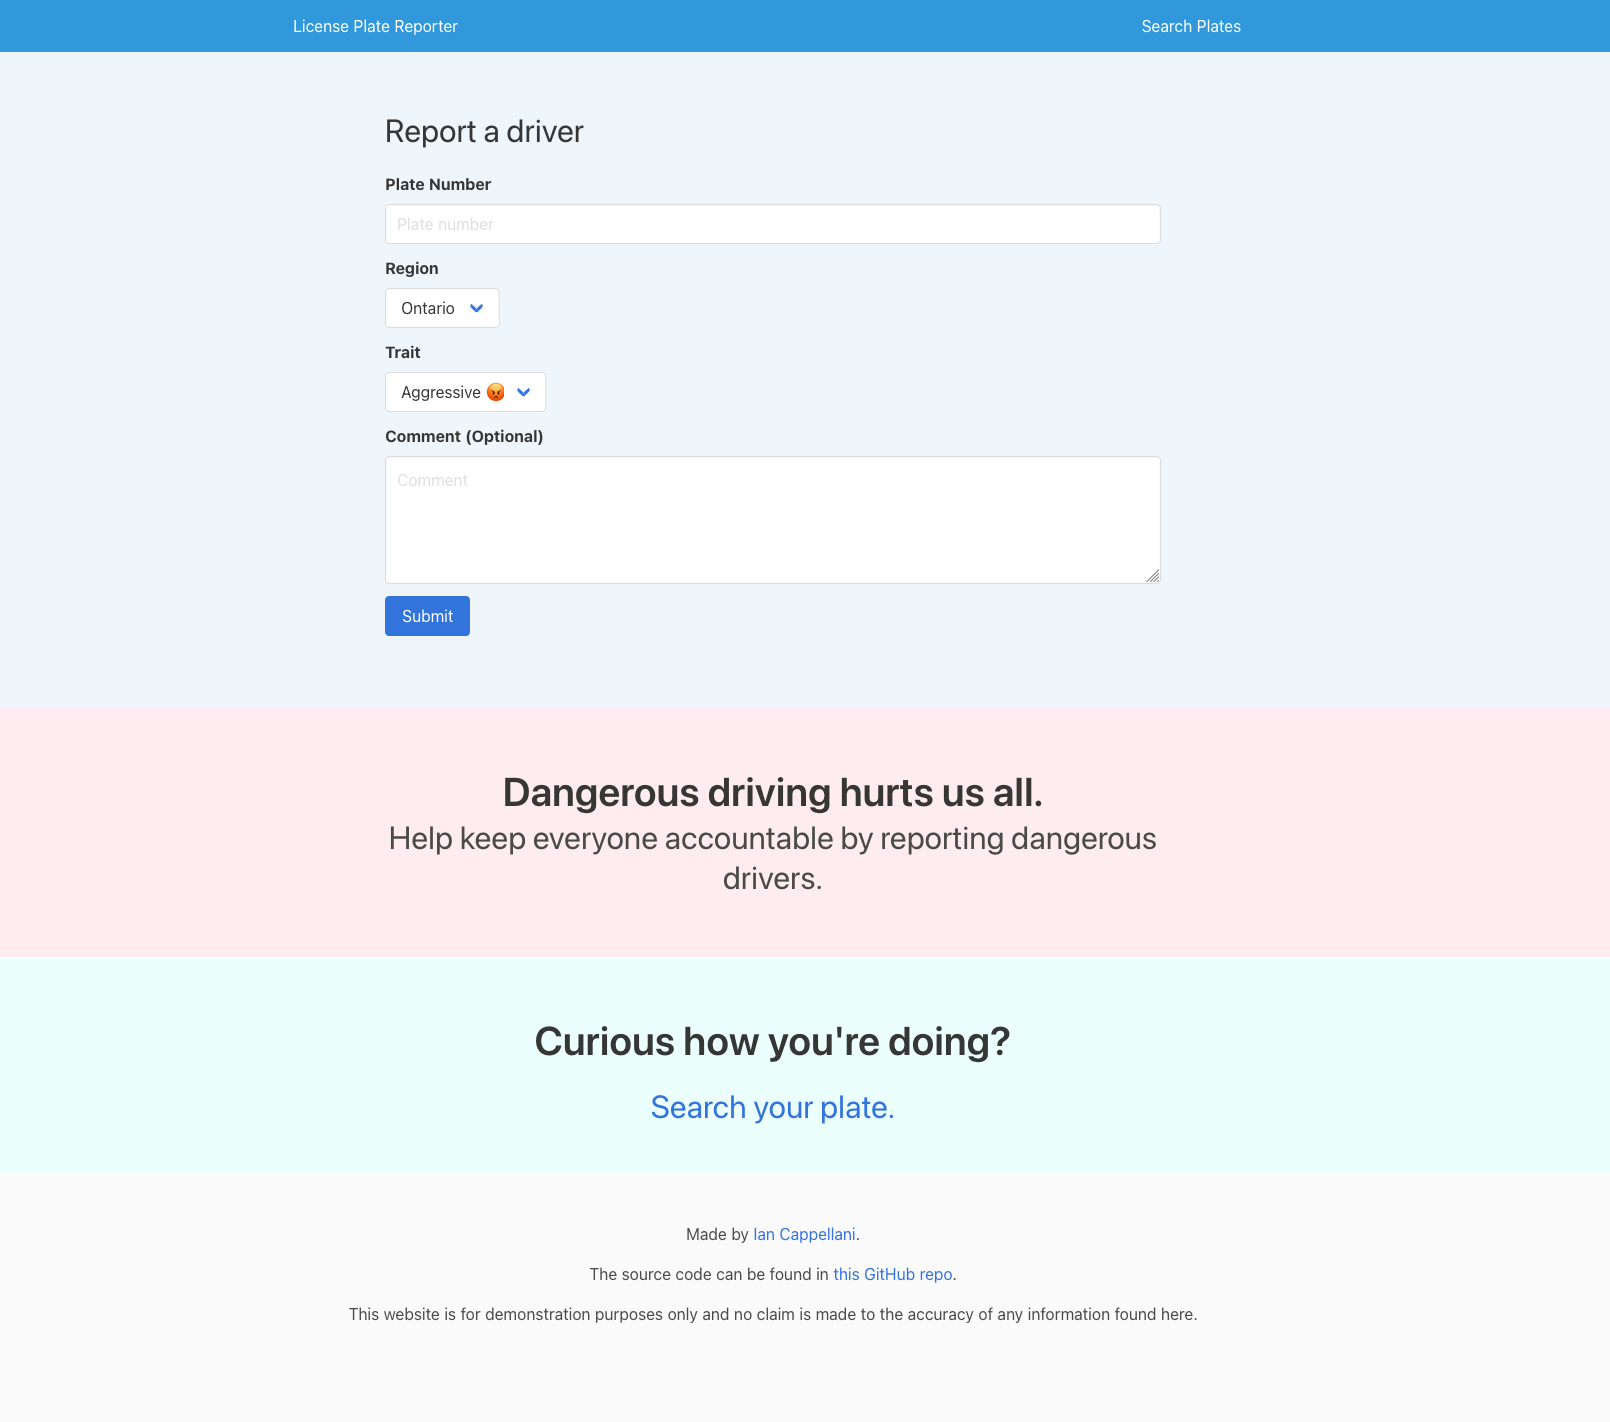 License Plate Reporter
Search Plates
Report a driver
Plate Number
Plate number
Region
Ontario
Trait
Aggressive 😡
Comment (Optional)
Comment
Submit
Dangerous driving hurts us all.
Help keep everyone accountable by reporting dangerous
drivers.
Curious how you're doing?
Search your plate.
Made by Ian Cappellani.
The source code can be found in this GitHub repo.
This website is for demonstration purposes only and no claim is made to the accuracy of any information found here.